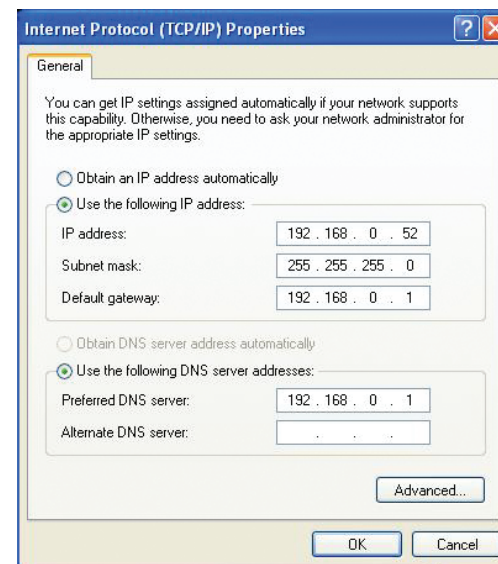 Internet Protocol (TCP/IP) Properties
General
You can get IP settings assigned automatically if your network supports
this capability. Otherwise, you need to ask your network administrator for
the appropriate IP settings.
Obtain an IP address automatically
Use the following IP address:
IP address: 192 . 168 . 0 . 52
Subnet mask: 255 . 255 . 255 . 0
Default gateway: 192 . 168 . 0 . 1
Obtain DNS server address automatically
Use the following DNS server addresses:
Preferred DNS server: 192 . 168 . 0 . 1
Alternate DNS server: . . .
Advanced...
OK Cancel